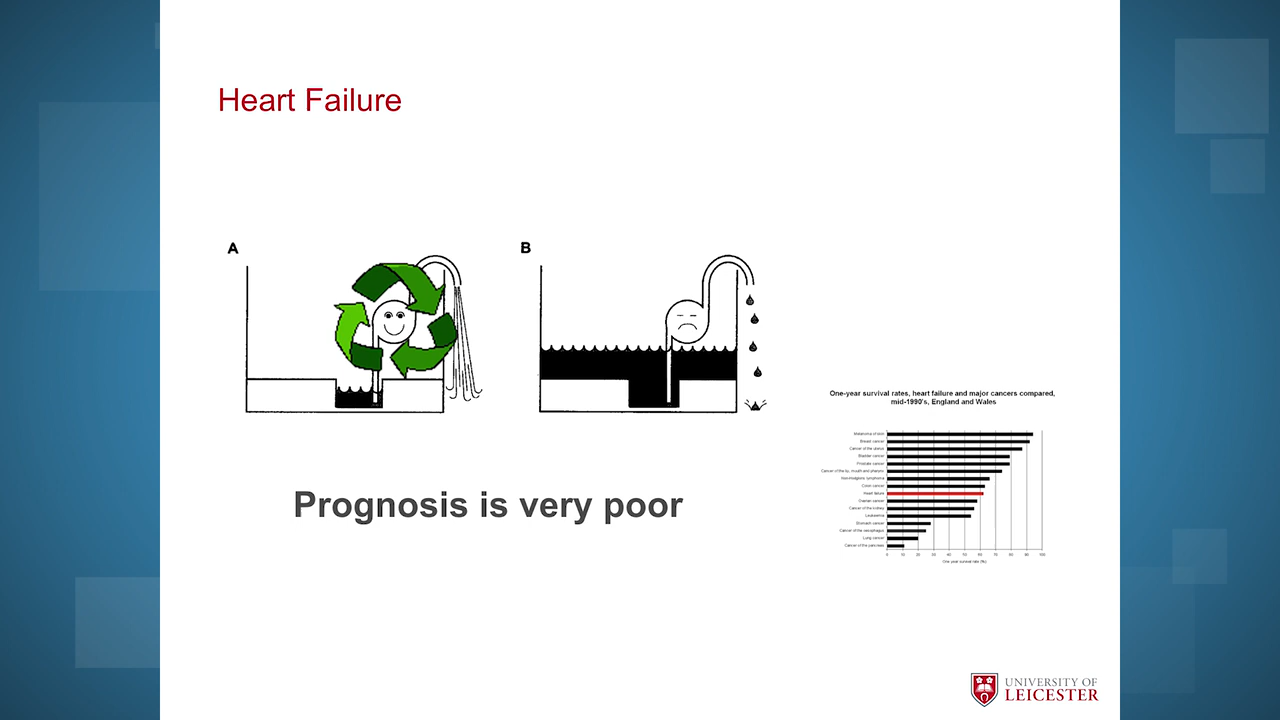 Heart Failure
A
B
One-year survival rates, heart failure and major cancers compared,
mid-1990's, England and Wales
Melanoma of skin
Breast cancer
Cancer of the uterus
Bladder cancer
Prostate cancer
Cancer of the lip, mouth and pharynx
Non-Hodgkins lymphoma
Colon cancer
Heart failure
Ovarian cancer
Cancer of the kidney
Leukaemia
Stomach cancer
Cancer of the oesophagus
Lung cancer
Cancer of the pancreas
0 10 20 30 40 50 60 70 80 90 100
One year survival rate (%)
Prognosis is very poor
UNIVERSITY OF
LEICESTER